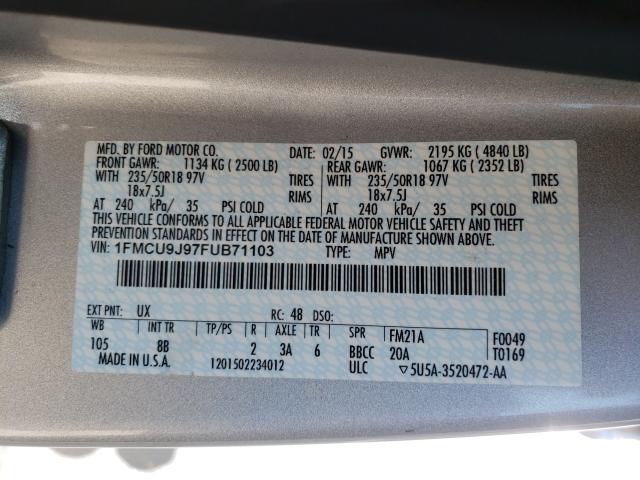 MFD. BY FORD MOTOR CO. DATE: 02/15 GVWR: 2195 KG ( 4840 LB)
FRONT GAWR: 1134 KG ( 2500 LB) REAR GAWR: 1067 KG ( 2352 LB)
WITH 235/50R18 97V TIRES WITH 235/50R18 97V TIRES
18x7.5J RIMS 18x7.5J RIMS
AT 240 kPa/ 35 PSI COLD AT 240 kPa/ 35 PSI COLD
THIS VEHICLE CONFORMS TO ALL APPLICABLE FEDERAL MOTOR VEHICLE SAFETY AND THEFT
PREVENTION STANDARDS IN EFFECT ON THE DATE OF MANUFACTURE SHOWN ABOVE.
VIN: 1FMCU9J97FUB71103 TYPE: MPV
EXT PNT: UX RC: 48 DSO:
WB INT TR TP/PS R AXLE TR SPR FM21A F0049
105 8B 2 3A 6 BBCC 20A T0169
MADE IN U.S.A. 1201502234012 ULC ▽5U5A-3520472-AA